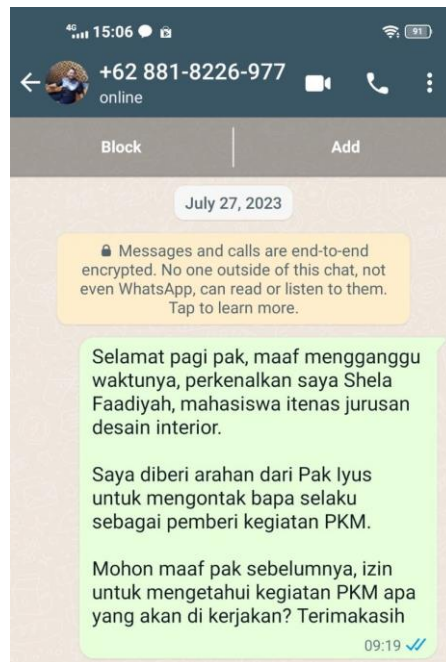 4G 15:06 91
+62 881-8226-977
online
Block Add
July 27, 2023
Messages and calls are end-to-end
encrypted. No one outside of this chat, not
even WhatsApp, can read or listen to them.
Tap to learn more.
Selamat pagi pak, maaf mengganggu
waktunya, perkenalkan saya Shela
Faadiyah, mahasiswa itenas jurusan
desain interior.
Saya diberi arahan dari Pak Iyus
untuk mengontak bapa selaku
sebagai pemberi kegiatan PKM.
Mohon maaf pak sebelumnya, izin
untuk mengetahui kegiatan PKM apa
yang akan di kerjakan? Terimakasih
09:19